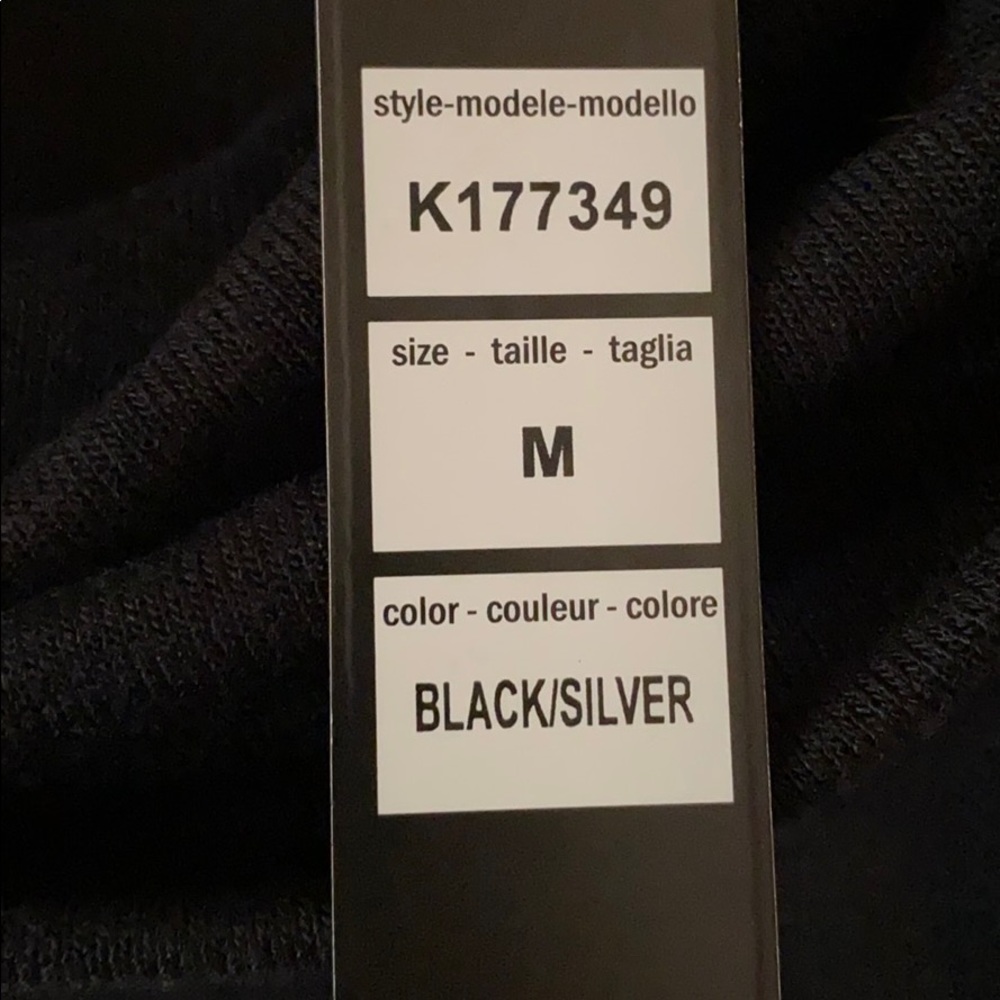 style-modele-modello
K177349
size - taille - taglia
M
color - couleur - colore
BLACK/SILVER